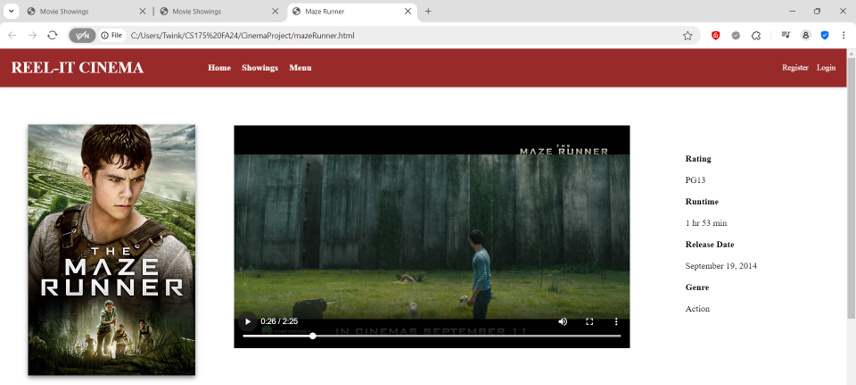 Movie Showings
Movie Showings
Maze Runner
VPN
File
C:/Users/Twink/CS175%20FA24/CinemaProject/mazeRunner.html
REEL-IT CINEMA
Home
Showings
Menu
Register
Login
THE
MAZE
RUNNER
THE
MAZE RUNNER
0:26 / 2:25
IN CINEMAS SEPTEMBER 11
Rating
PG13
Runtime
1 hr 53 min
Release Date
September 19, 2014
Genre
Action